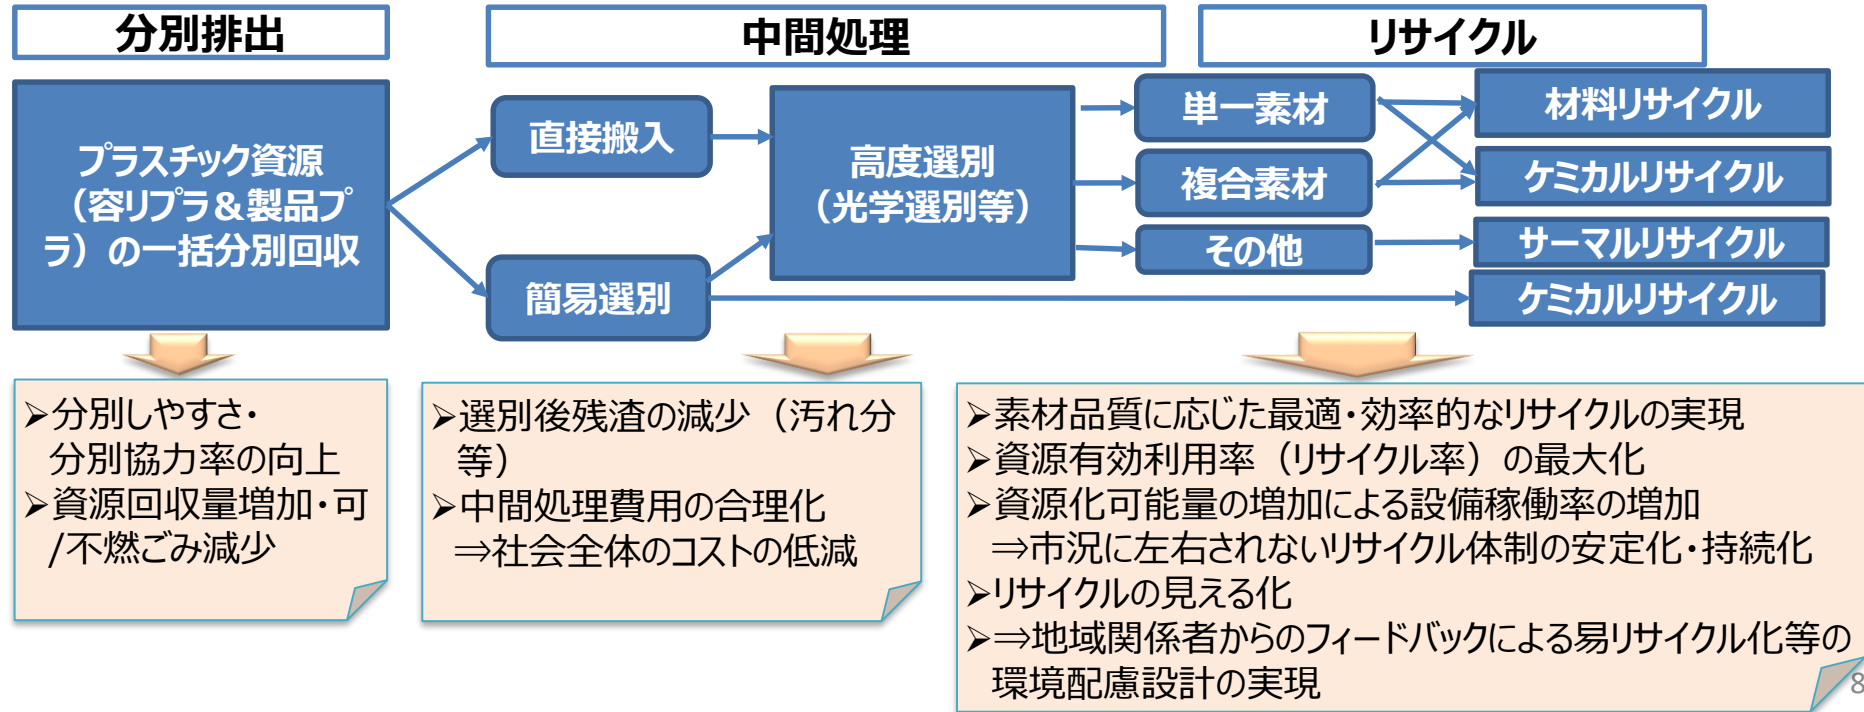 分別排出
中間処理
リサイクル
プラスチック資源
（容リプラ＆製品プ
ラ）の一括分別回収
直接搬入
簡易選別
高度選別
（光学選別等）
単一素材
複合素材
その他
材料リサイクル
ケミカルリサイクル
サーマルリサイクル
ケミカルリサイクル
➢分別しやすさ・
分別協力率の向上
➢資源回収量増加・可
/不燃ごみ減少
➢選別後残渣の減少（汚れ分
等）
➢中間処理費用の合理化
⇒社会全体のコストの低減
➢素材品質に応じた最適・効率的なリサイクルの実現
➢資源有効利用率（リサイクル率）の最大化
➢資源化可能量の増加による設備稼働率の増加
⇒市況に左右されないリサイクル体制の安定化・持続化
➢リサイクルの見える化
➢⇒地域関係者からのフィードバックによる易リサイクル化等の
環境配慮設計の実現
8